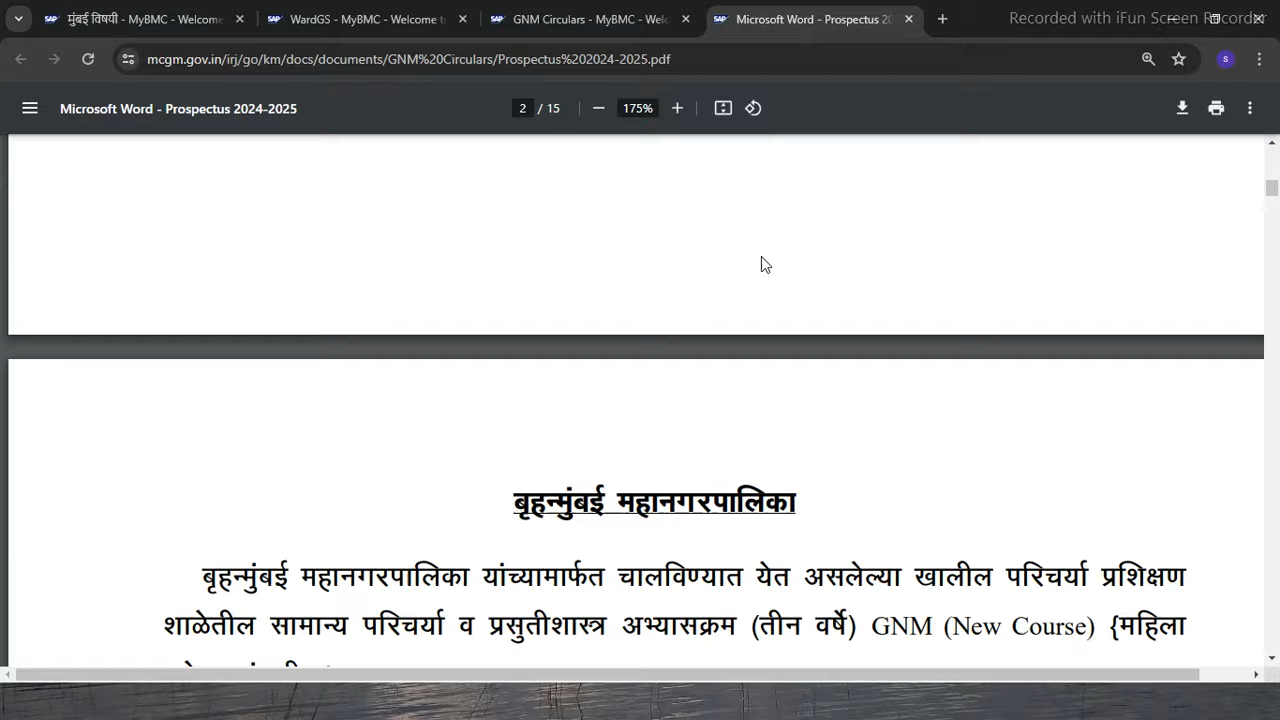 मुंबई विषयी - MyBMC - Welcome
WardGS - MyBMC - Welcome t
GNM Circulars - MyBMC - Welc
Microsoft Word - Prospectus 20
Recorded with iFun Screen Recorder
mcgm.gov.in/irj/go/km/docs/documents/GNM%20Circulars/Prospectus%202024-2025.pdf
S
Microsoft Word - Prospectus 2024-2025
2 / 15
175%
बृहन्मुंबई महानगरपालिका
बृहन्मुंबई महानगरपालिका यांच्यामार्फत चालविण्यात येत असलेल्या खालील परिचर्या प्रशिक्षण
शाळेतील सामान्य परिचर्या व प्रसुतीशास्त्र अभ्यासक्रम (तीन वर्षे) GNM (New Course) {महिला